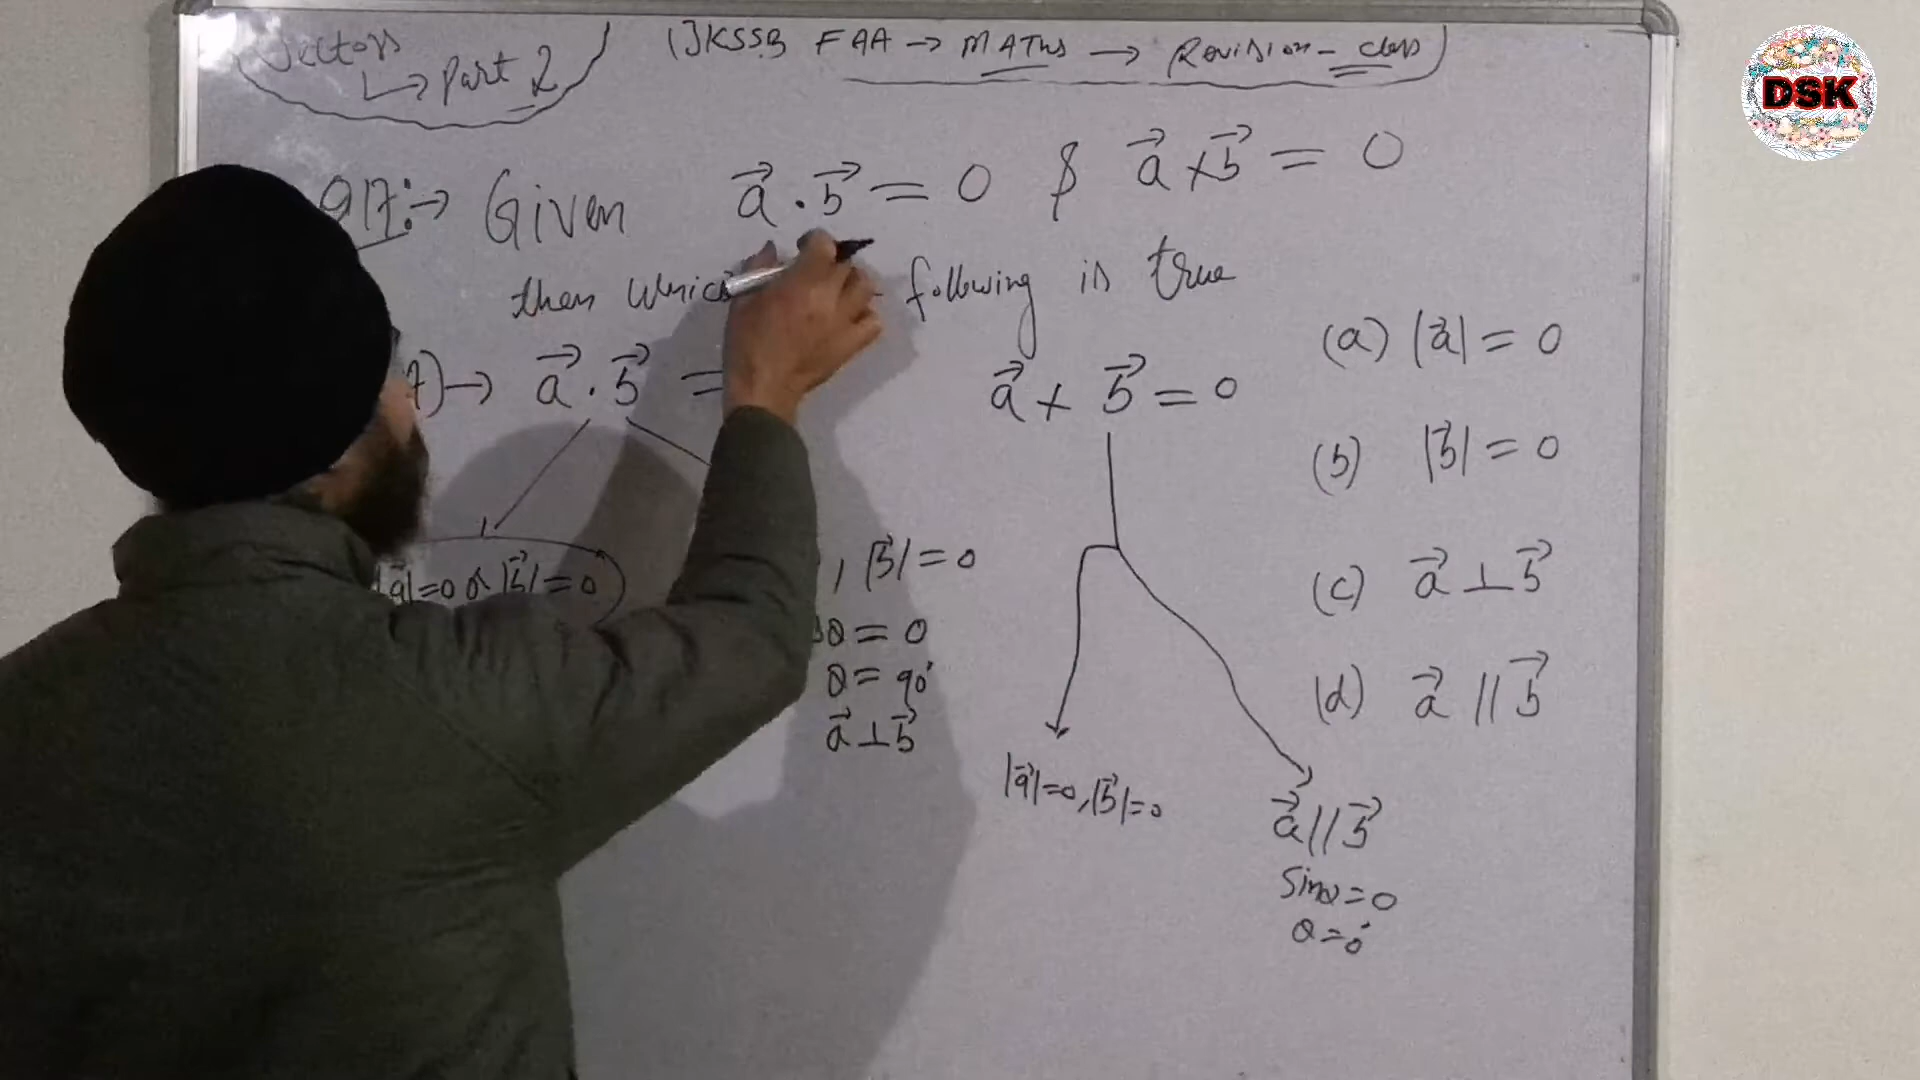 Vectors
→ Part 2
(JKSSB FAA → MATHs → Revision - class)
DSK
Q17:→ Given a⃗ . b⃗ = 0 & a⃗ × b⃗ = 0
then which following is true
→ a⃗ . b⃗ =
a⃗ × b⃗ = 0
(a) |a⃗| = 0
(b) |b⃗| = 0
(c) a⃗ ⊥ b⃗
(d) a⃗ // b⃗
|a⃗| = 0 or |b⃗| = 0
, |b⃗| = 0
θ = 0
θ = 90°
a⃗ ⊥ b⃗
|a⃗| = 0, |b⃗| = 0
a⃗ // b⃗
Sinθ = 0
θ = 0°